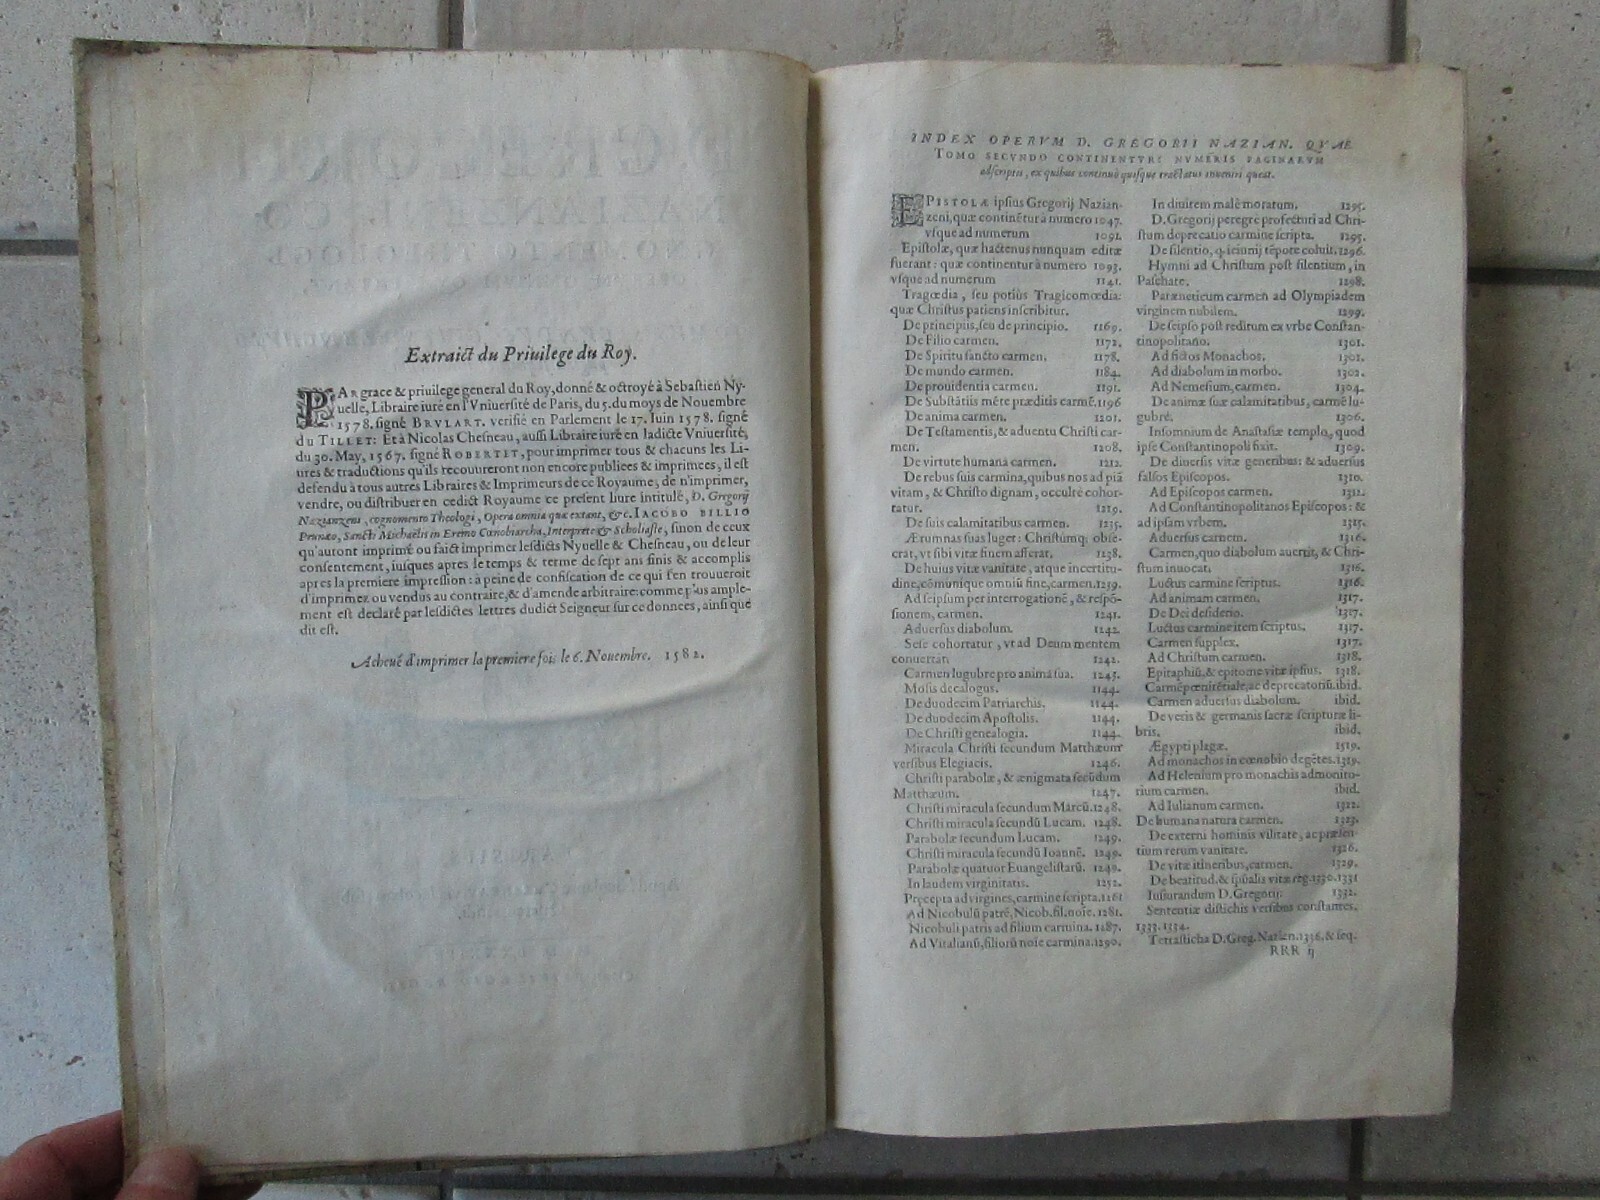 Extraict du Priuilege du Roy.
PAR grace & priuilege general du Roy, donné & octroyé à Sebastien Ny-
uelle, Libraire iuré en l'Vniuersité de Paris, du 5. du moys de Nouembre
1578. signé BRVLART. verifié en Parlement le 17. Iuin 1578. signé
du TILLET: Et à Nicolas Chesneau, aussi Libraire iuré en ladicte Vniuersité,
du 30. May, 1567. signé ROBERTET, pour imprimer tous & chacuns les Li-
ures & traductions qu'ils recouureront non encore publiees & imprimees, il est
defendu à tous autres Libraires & Imprimeurs de ce Royaume, de n'imprimer,
vendre, ou distribuer en cedict Royaume ce present liure intitulé, D. Gregorij
Nazianzeni, cognomento Theologi, Opera omnia quæ extant, &c. IACOBO BILLIO
Prunæo, Sancti Michaëlis in Eremo Cœnobiarcha, Interprete & Scholiaste, sinon de ceux
qu'auront imprimé ou faict imprimer lesdicts Nyuelle & Chesneau, ou de leur
consentement, iusques apres le temps & terme de sept ans finis & accomplis
apres la premiere impression: à peine de confiscation de ce qui s'en trouueroit
d'imprimez ou vendus au contraire, & d'amende arbitraire: comme plus ample-
ment est declaré par lesdictes lettres dudict Seigneur sur ce donnees, ainsi que
dit est.
Acheué d'imprimer la premiere fois le 6. Nouembre. 1582.
INDEX OPERVM D. GREGORII NAZIAN. QVAE
TOMO SECVNDO CONTINENTVR: NVMERIS PAGINARVM
adscriptis, ex quibus continuò quisque tractatus inueniri queat.
EPISTOLÆ ipsius Gregorij Nazian-
zeni, quæ continētur à numero 1047.
vsque ad numerum 1091.
Epistolæ, quæ hactenus nunquam editæ
fuerant: quæ continentur à numero 1093.
vsque ad numerum 1141.
Tragœdia, seu potiùs Tragicomœdia:
quæ Christus patiens inscribitur.
De principiis, seu de principio. 1169.
De Filio carmen. 1172.
De Spiritu sancto carmen. 1178.
De mundo carmen. 1184.
De prouidentia carmen. 1191.
De Substātiis mēte præditis carmē. 1196
De anima carmen. 1201.
De Testamentis, & aduentu Christi car-
men. 1208.
De virtute humana carmen. 1212.
De rebus suis carmina, quibus nos ad piā
vitam, & Christo dignam, occultè cohor-
tatur. 1219.
De suis calamitatibus carmen. 1235.
Ærumnas suas luget: Christumq; obse-
crat, vt sibi vitæ finem afferat. 1238.
De huius vitæ vanitate, atque incertitu-
dine, cōmunique omniū fine, carmen. 1239.
Ad seipsum per interrogationē, & respō-
sionem, carmen. 1241.
Aduersus diabolum. 1242.
Sese cohortatur, vt ad Deum mentem
conuertat. 1242.
Carmen lugubre pro anima sua. 1245.
Mosis decalogus. 1144.
De duodecim Patriarchis. 1144.
De duodecim Apostolis. 1144.
De Christi genealogia. 1144.
Miracula Christi secundum Matthæum
versibus Elegiacis. 1246.
Christi parabolæ, & ænigmata secūdum
Matthæum. 1247.
Christi miracula secundum Marcū. 1248.
Christi miracula secundū Lucam. 1248.
Parabolæ secundum Lucam. 1249.
Christi miracula secundū Ioannē. 1249.
Parabolæ quatuor Euangelistarū. 1249.
In laudem virginitatis. 1252.
Præcepta ad virgines, carmine scripta. 1261
Ad Nicobulū patrē, Nicob. fil. noīe. 1281.
Nicobuli patris ad filium carmina. 1287.
Ad Vitalianū, filiorū noīe carmina. 1290.
In diuitem malè moratum. 1295.
D. Gregorij peregrè profecturi ad Chri-
stum deprecatio carmine scripta. 1295.
De silentio, q. ieiunij tēpore coluit. 1296.
Hymni ad Christum post silentium, in
Paschate. 1298.
Paræneticum carmen ad Olympiadem
virginem nubilem. 1299.
De seipso post reditum ex vrbe Constan-
tinopolitano. 1301.
Ad fictos Monachos. 1301.
Ad diabolum in morbo. 1302.
Ad Nemesium, carmen. 1304.
De animæ suæ calamitatibus, carmē lu-
gubré. 1306.
Insomnium de Anastasiæ templo, quod
ipse Constantinopoli fixit. 1309.
De diuersis vitæ generibus: & aduersus
falsos Episcopos. 1310.
Ad Episcopos carmen. 1312.
Ad Constantinopolitanos Episcopos: &
ad ipsam vrbem. 1315.
Aduersus carnem. 1316.
Carmen, quo diabolum auertit, & Chri-
stum inuocat. 1316.
Luctus carmine scriptus. 1316.
Ad animam carmen. 1317.
De Dei desiderio. 1317.
Luctus carmine item scriptus. 1317.
Carmen supplex. 1317.
Ad Christum carmen. 1318.
Epitaphiū, & epitome vitæ ipsius. 1318.
Carmē pœnitētiale, ac deprecatoriū. ibid.
Carmen aduersus diabolum. ibid.
De veris & germanis sacræ scripturæ li-
bris. ibid.
Ægypti plagæ. 1519.
Ad monachos in cœnobio degētes. 1319.
Ad Helenium pro monachis admonito-
rium carmen. ibid.
Ad Iulianum carmen. 1322.
De humana natura carmen. 1323.
De externi hominis vilitate, ac præsen-
tium rerum vanitate. 1326.
De vitæ itineribus, carmen. 1329.
De beatitud. & spūalis vitæ reg. 1330. 1331
Iusiurandum D. Gregorij. 1332.
Sententiæ distichis versibus constantes.
1333. 1334.
Tetrasticha D. Greg. Nazien. 1336. & seq.
RRR ij